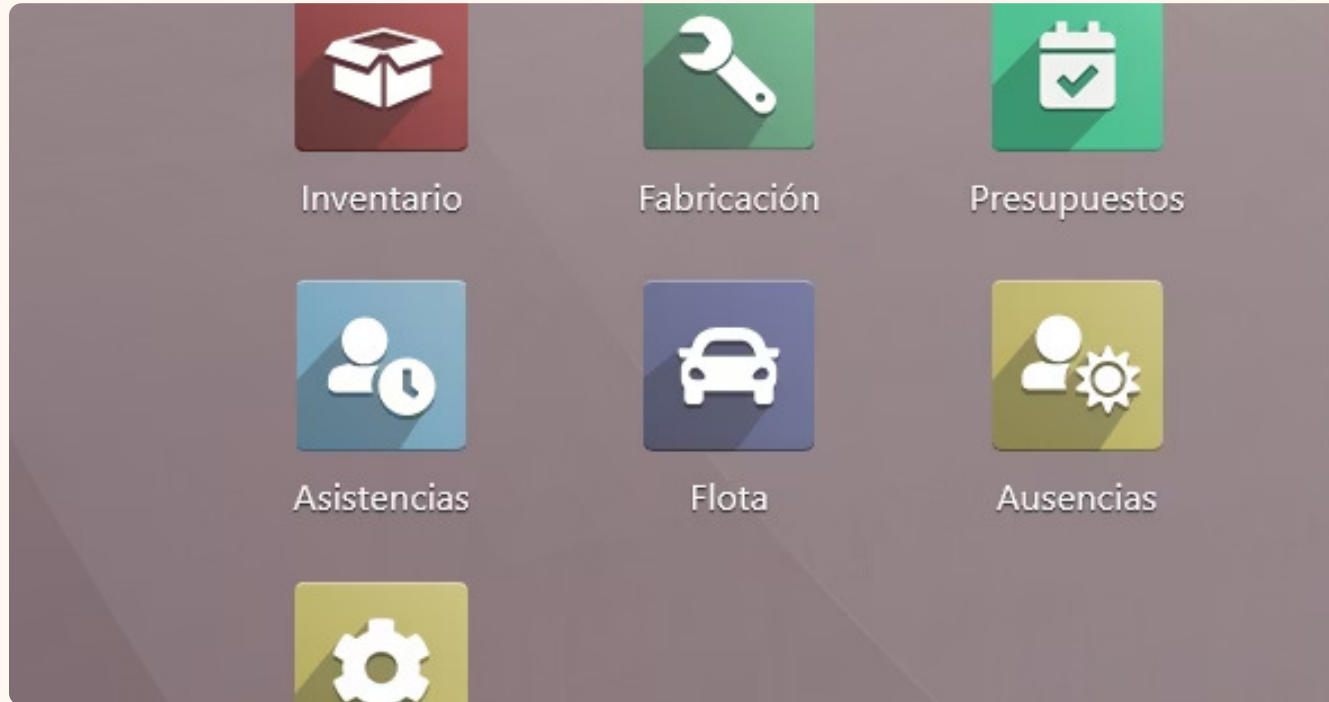 Inventario
Fabricación
Presupuestos
Asistencias
Flota
Ausencias